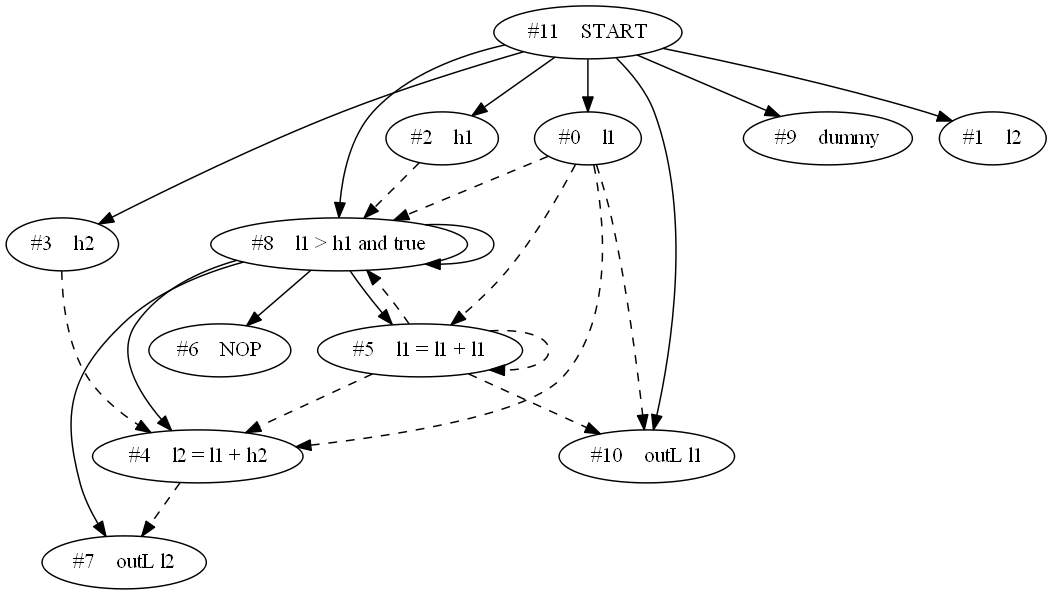 #11 START
#2 h1
#0 l1
#9 dummy
#1 l2
#3 h2
#8 l1 > h1 and true
#6 NOP
#5 l1 = l1 + l1
#4 l2 = l1 + h2
#10 outL l1
#7 outL l2